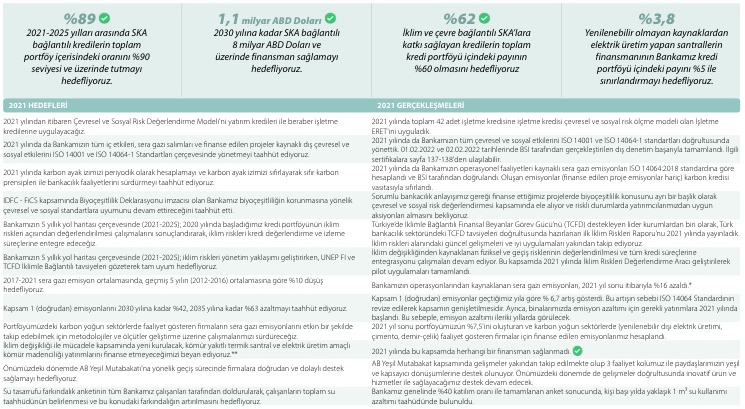 %89
2021-2025 yılları arasında SKA
bağlantılı kredilerin toplam
portföy içerisindeki oranını %90
seviyesi ve üzerinde tutmayı
hedefliyoruz.
1,1 milyar ABD Doları
2030 yılına kadar SKA bağlantılı
8 milyar ABD Doları ve
üzerinde finansman sağlamayı
hedefliyoruz.
%62
İklim ve çevre bağlantılı SKA'lara
katkı sağlayan kredilerin toplam
kredi portföyü içindeki payının
%60 olmasını hedefliyoruz
%3,8
Yenilenebilir olmayan kaynaklardan
elektrik üretim yapan santrallerin
finansmanının Bankamız kredi
portföyü içindeki payını %5 ile
sınırlandırmayı hedefliyoruz.
2021 HEDEFLERİ
2021 GERÇEKLEŞMELERİ
2021 yılından itibaren Çevresel ve Sosyal Risk Değerlendirme Modeli'ni yatırım kredileri ile beraber işletme
kredilerine uygulayacağız.
2021 yılında toplam 42 adet işletme kredisine işletme kredisi çevresel ve sosyal risk ölçme modeli olan İşletme
ERET'ini uyguladık.
2021 yılında da Bankamızın tüm iç etkileri, sera gazı salımları ve finanse edilen projeler kaynaklı dış çevresel ve
sosyal etkilerini ISO 14001 ve ISO 14064-1 Standartları çerçevesinde yönetmeyi taahhüt ediyoruz.
2021 yılında da Bankamızın tüm çevresel ve sosyal etkilerini ISO 14001 ve ISO 14064-1 standartları doğrultusunda
yönettik. 01.02.2022 ve 02.02.2022 tarihlerinde BSI tarafından gerçekleştirilen dış denetim başarıyla tamamlandı. İlgili
sertifikalara sayfa 137-138'den ulaşabilir.
2021 yılında karbon ayak izimizi periyodik olarak hesaplamayı ve karbon ayak izimizi sıfırlayarak sıfır karbon
prensipleri ile bankacılık faaliyetlerini sürdürmeyi taahhüt ediyoruz.
2021 yılında da Bankamızın operasyonel faaliyetleri kaynaklı sera gazı emisyonları ISO 14064:2018 standardına göre
hesaplandı ve BSI tarafından doğrulandı. Oluşan emisyonlar (finanse edilen proje emisyonları hariç) karbon kredisi
vasıtasıyla sıfırlandı.
IDFC - FiCS kapsamında Biyoçeşitlilik Deklarasyonu imzacısı olan Bankamız biyoçeşitliliğin korunmasına yönelik
çevresel ve sosyal standartlara uyumunu devam ettireceğini taahhüt etti.
Sorumlu bankacılık anlayışımız gereği finanse ettiğimiz projelerde biyoçeşitlilik konusunu ayrı bir başlık olarak
çevresel ve sosyal risk değerlendirmesi kapsamında ele alıyor ve riskli durumlarda yatırımcılarımızdan uygun
aksiyonları almasını bekliyoruz.
Bankamızın 5 yıllık yol haritası çerçevesinde (2021-2025); 2020 yılında başladığımız kredi portföyünün iklim
riskleri açısından değerlendirilmesi çalışmalarını sonuçlandırarak, iklim riskleri kredi değerlendirme ve izleme
süreçlerine entegre edeceğiz.
Türkiye'de İklimle Bağlantılı Finansal Beyanlar Görev Gücü'nü (TCFD) destekleyen lider kurumlardan biri olarak, Türk
bankacılık sektöründeki TCFD tavsiyeleri doğrultusunda hazırlanan ilk İklim Riskleri Raporu'nu 2021 yılında yayınladık.
İklim riskleri alanındaki güncel gelişmeleri ve iyi uygulamaları yakından takip ediyoruz.
Bankamızın 5 yıllık yol haritası çerçevesinde (2021-2025); iklim riskleri yönetim yaklaşımı geliştirirken, UNEP FI ve
TCFD İklimle Bağlantılı tavsiyeleri gözeterek tam uyum hedefliyoruz.
İklim değişikliğinden kaynaklanan fiziksel ve geçiş risklerinin değerlendirilmesi ve tüm kredi süreçlerine
entegrasyonu çalışmaları devam ediyor. Bu kapsamda 2021 yılında İklim Riskleri Değerlendirme Aracı geliştirilerek
pilot uygulamaları tamamlandı.
2017-2021 sera gazı emisyon ortalamasında, geçmiş 5 yılın (2012-2016) ortalamasına göre %10 düşüş
hedefliyoruz.
Bankamızın operasyonlarından kaynaklanan sera gazı emisyonları, 2021 yıl sonu itibarıyla %16 azaldı.*
Kapsam 1 (doğrudan) emisyonlarını 2030 yılına kadar %42, 2035 yılına kadar %63 azaltmayı taahhüt ediyoruz.
Kapsam 1 (doğrudan) emisyonlar geçtiğimiz yıla göre % 6,7 artış gösterdi. Bu artışın sebebi ISO 14064 Standardının
revize edilerek kapsamın genişletilmesidir. Ayrıca, binalarımızda emisyon azaltımı için gerekli yatırımlara 2021 yılında
başlandı. Bu sebeple, emisyon azaltımı etkileri ileriki yıllarda görülecek.
Portföyümüzdeki karbon yoğun sektörlerde faaliyet gösteren firmaların sera gazı emisyonlarını etkin bir şekilde
takip edebilmek için metodolojiler ve ölçütler geliştirme üzerine çalışmalarımızı sürdüreceğiz.
2021 yıl sonu portföyümüzün %7,5'ini oluşturan ve karbon yoğun sektörlerde (yenilenebilir dışı elektrik üretimi,
çimento, demir-çelik) faaliyet gösteren firmalar için finanse edilen emisyonlarımız hesaplandı.
İklim değişikliği ile mücadele kapsamında yeni kurulacak, kömür yakıtlı termik santral ve elektrik üretim amaçlı
kömür madenciliği yatırımlarını finanse etmeyeceğimizi beyan ediyoruz.**
2021 yılında bu kapsamda herhangi bir finansman sağlanmadı.
Önümüzdeki dönemde AB Yeşil Mutabakatı'na yönelik geçiş sürecinde firmalara doğrudan ve dolaylı destek
sağlamayı hedefliyoruz.
AB Yeşil Mutabakat kapsamında gelişmeler yakından takip edilmekte olup 3 faaliyet kolumuz ile paydaşlarımızın yeşil
ve kapsayıcı dönüşümlerine destek olunuyor. Önümüzdeki dönemde de gelişmeler doğrultusunda inovatif ürün ve
hizmetler ile sağlayacağımız destek devam edecek.
Su tasarrufu farkındalık anketinin tüm Bankamız çalışanları tarafından doldurularak, çalışanların toplam su
taahhüdünün belirlenmesi ve bu konudaki farkındalığın artırılmasını hedefliyoruz.
Bankamız genelinde %40 katılım oranı ile tamamlanan anket sonucunda, kişi başı yılda yaklaşık 1 m³ su kullanımı
azaltımı taahhüdünde bulunuldu.